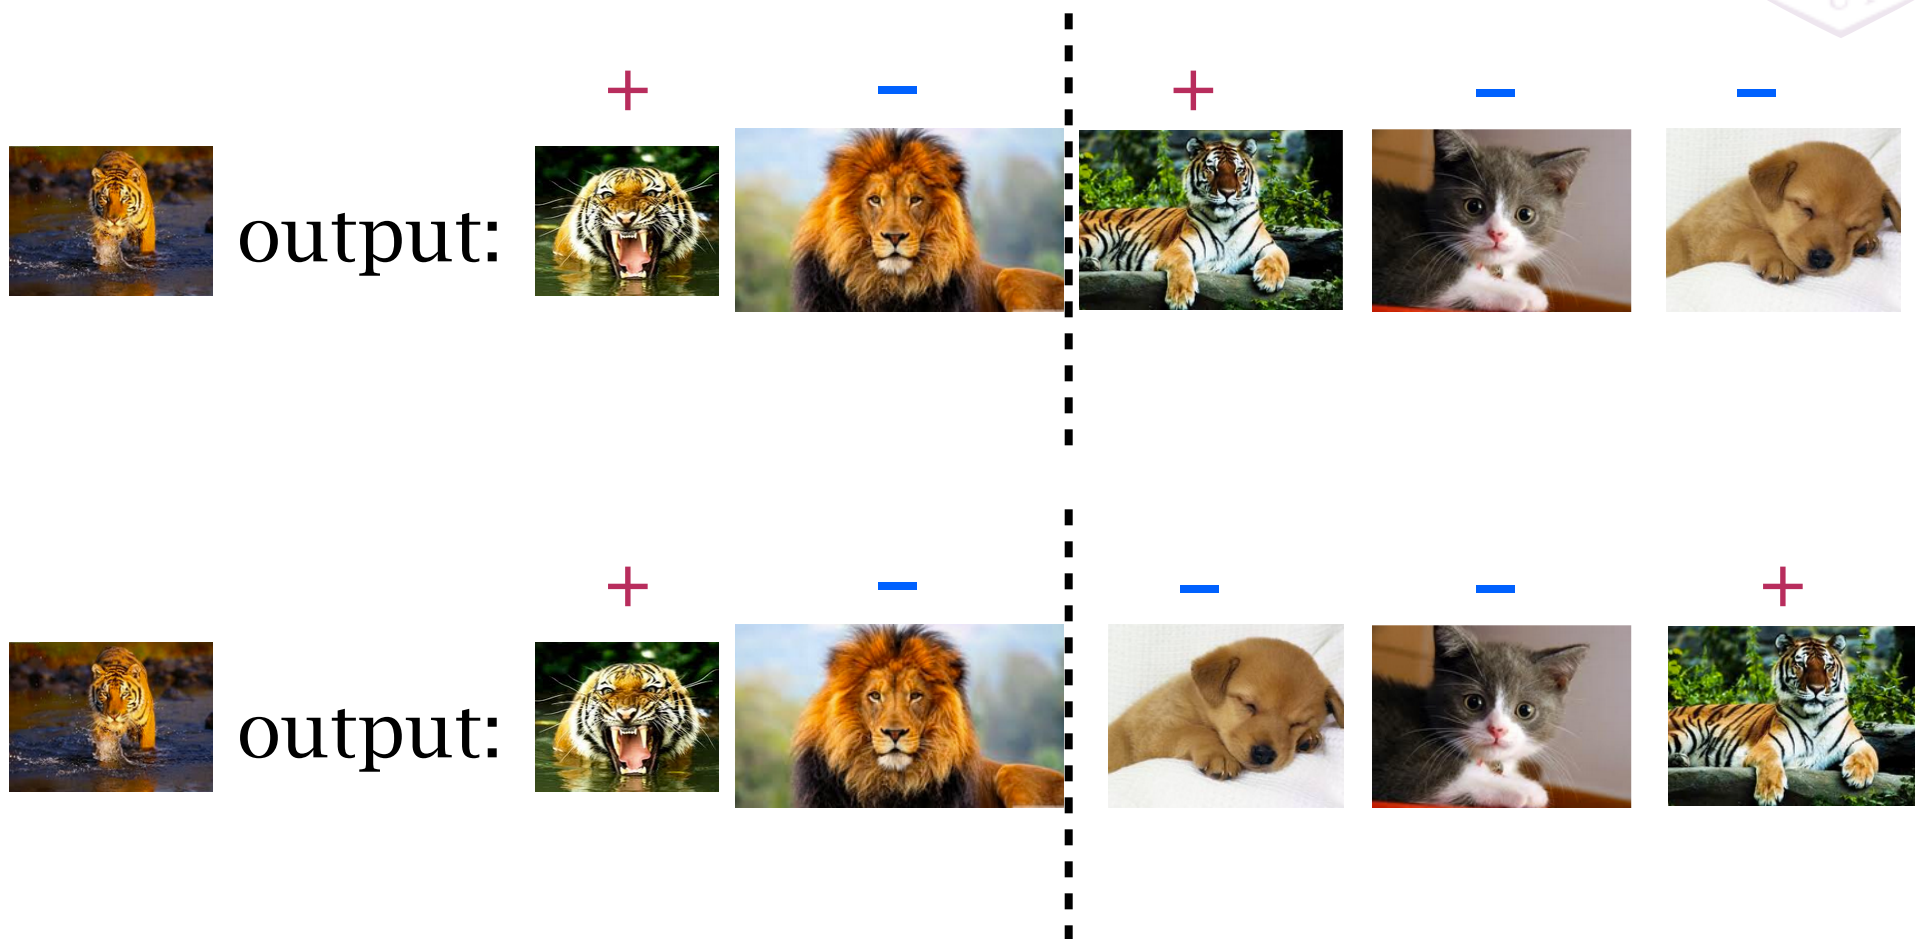 + − + − −
output:
+ − − − +
output: